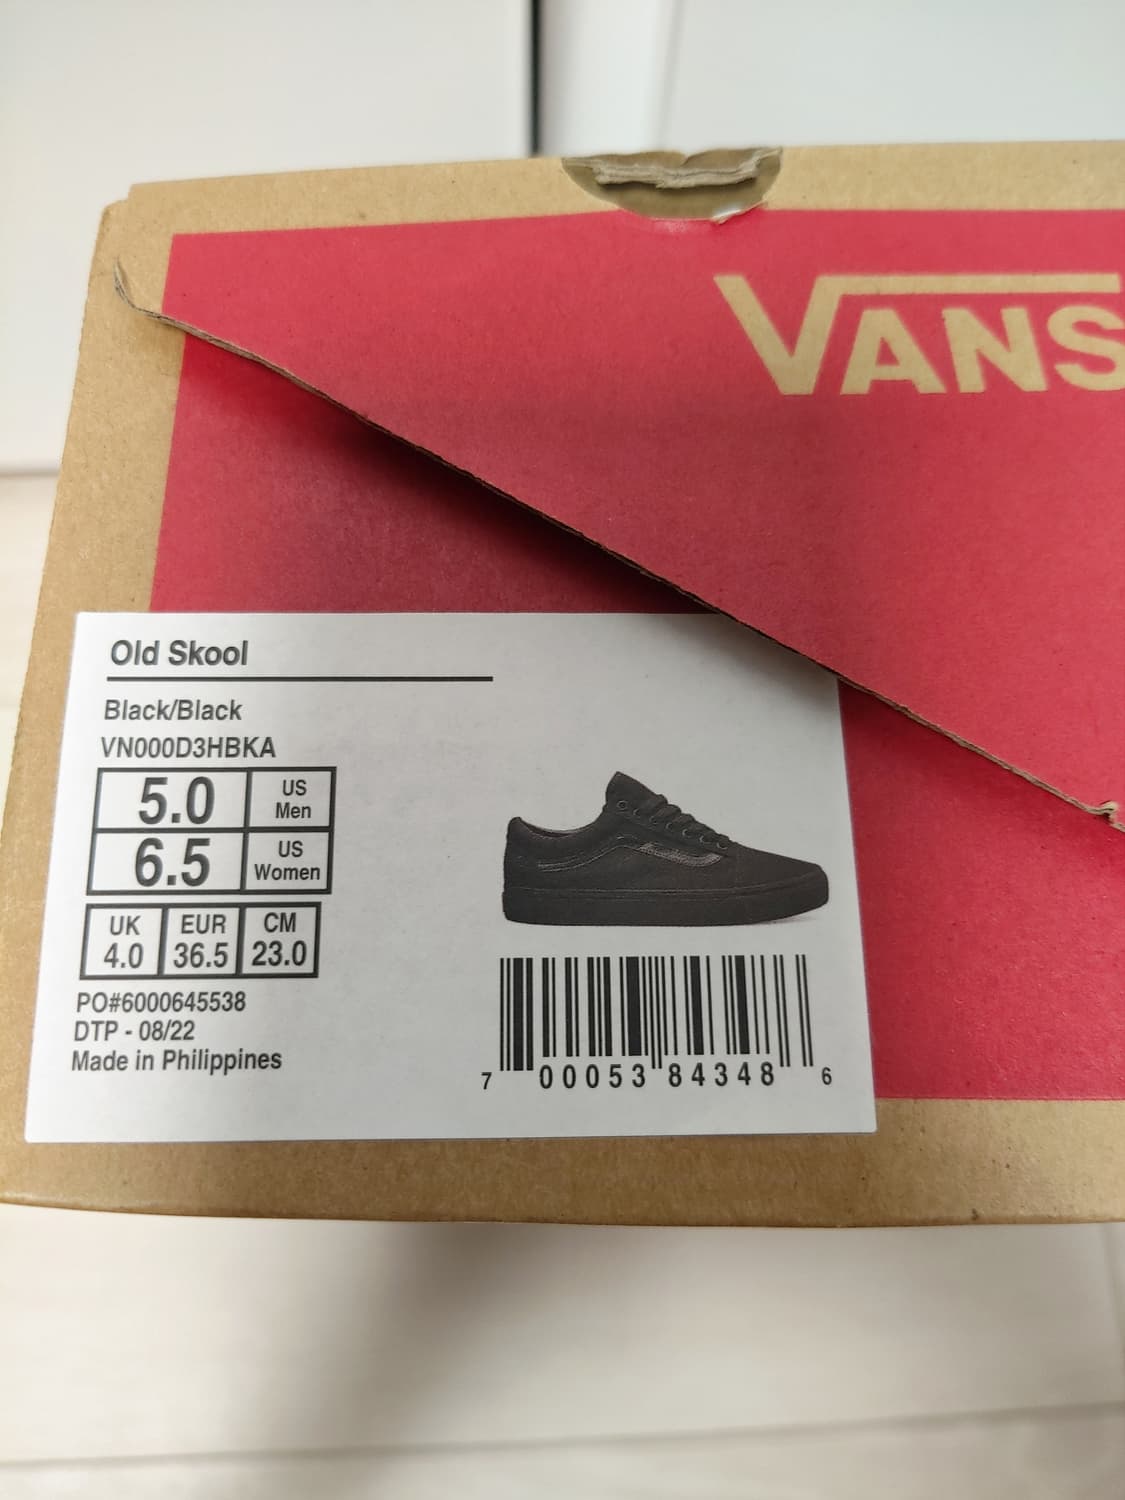 VANS
Old Skool
Black/Black
VN000D3HBKA
5.0 US Men
6.5 US Women
UK EUR CM
4.0 36.5 23.0
PO#6000645538
DTP - 08/22
Made in Philippines
7 00053 84348 6